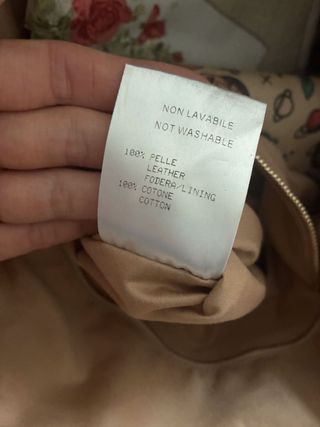 NON LAVABILE
NOT WASHABLE
100% PELLE
LEATHER
FODERA/LINING
100% COTONE
COTTON